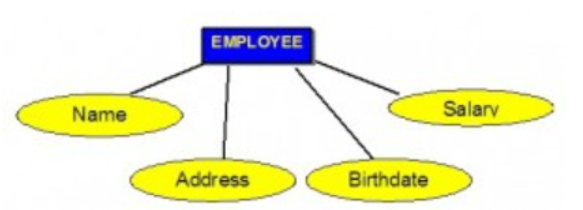 EMPLOYEE
Name
Salary
Address
Birthdate